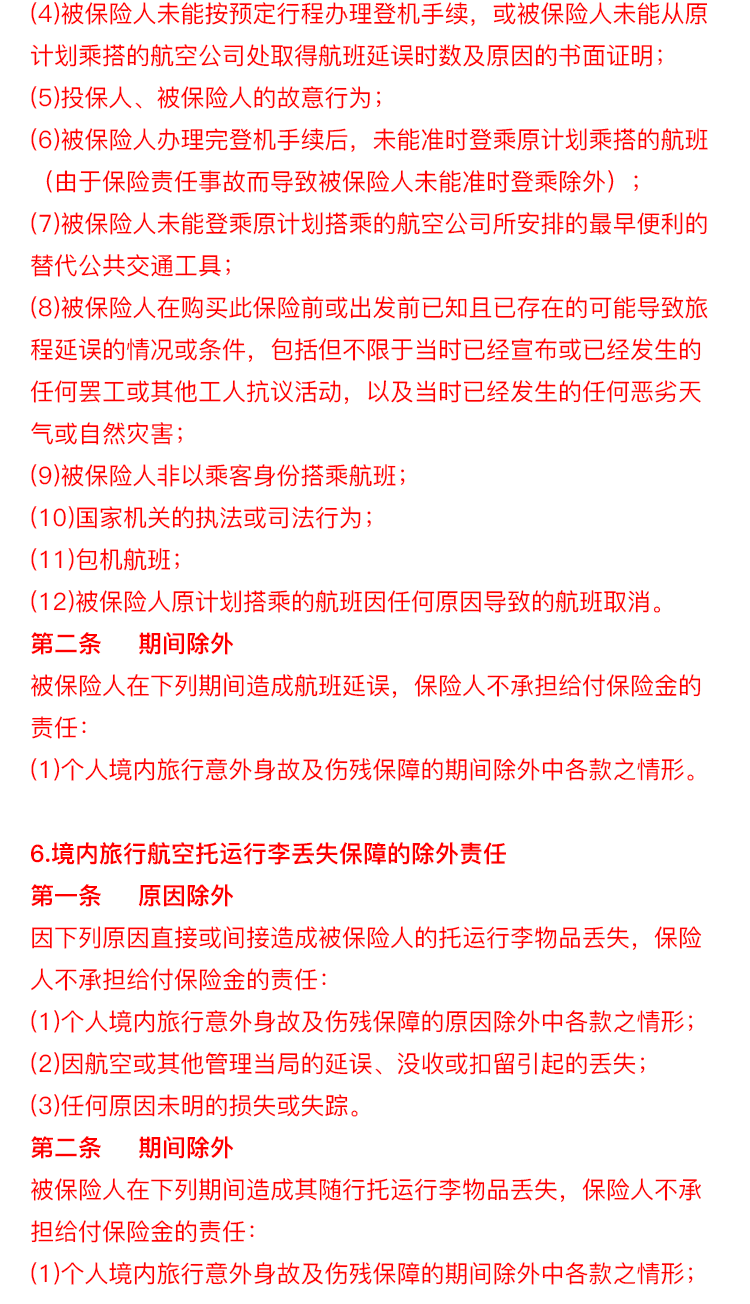 (4)被保险人未能按预定行程办理登机手续，或被保险人未能从原
计划乘搭的航空公司处取得航班延误时数及原因的书面证明；
(5)投保人、被保险人的故意行为；
(6)被保险人办理完登机手续后，未能准时登乘原计划乘搭的航班
（由于保险责任事故而导致被保险人未能准时登乘除外）；
(7)被保险人未能登乘原计划搭乘的航空公司所安排的最早便利的
替代公共交通工具；
(8)被保险人在购买此保险前或出发前已知且已存在的可能导致旅
程延误的情况或条件，包括但不限于当时已经宣布或已经发生的
任何罢工或其他工人抗议活动，以及当时已经发生的任何恶劣天
气或自然灾害；
(9)被保险人非以乘客身份搭乘航班；
(10)国家机关的执法或司法行为；
(11)包机航班；
(12)被保险人原计划搭乘的航班因任何原因导致的航班取消。
第二条 期间除外
被保险人在下列期间造成航班延误，保险人不承担给付保险金的
责任：
(1)个人境内旅行意外身故及伤残保障的期间除外中各款之情形。
6.境内旅行航空托运行李丢失保障的除外责任
第一条 原因除外
因下列原因直接或间接造成被保险人的托运行李物品丢失，保险
人不承担给付保险金的责任：
(1)个人境内旅行意外身故及伤残保障的原因除外中各款之情形；
(2)因航空或其他管理当局的延误、没收或扣留引起的丢失；
(3)任何原因未明的损失或失踪。
第二条 期间除外
被保险人在下列期间造成其随行托运行李物品丢失，保险人不承
担给付保险金的责任：
(1)个人境内旅行意外身故及伤残保障的期间除外中各款之情形；